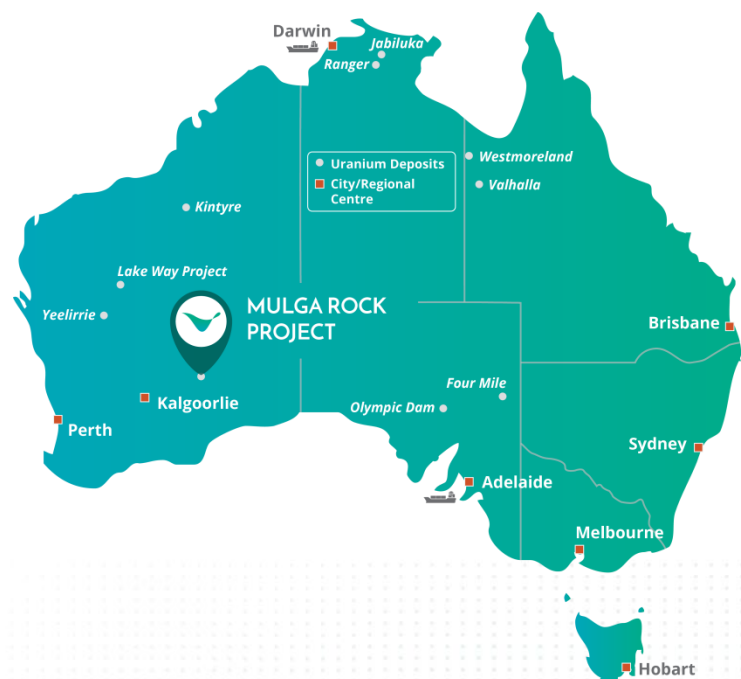 Darwin
Jabiluka
Ranger
Uranium Deposits
City/Regional
Centre
Westmoreland
Valhalla
Kintyre
Lake Way Project
Yeelirrie
MULGA ROCK
PROJECT
Brisbane
Kalgoorlie
Perth
Four Mile
Olympic Dam
Sydney
Adelaide
Melbourne
Hobart